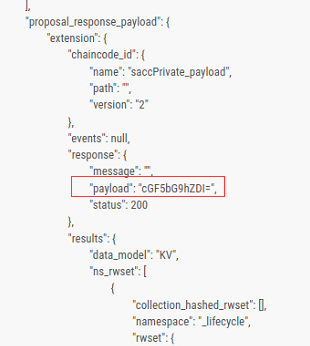 ],
"proposal_response_payload": {
"extension": {
"chaincode_id": {
"name": "saccPrivate_payload",
"path": "",
"version": "2"
},
"events": null,
"response": {
"message": "",
"payload": "cGF5bG9hZDI=",
"status": 200
},
"results": {
"data_model": "KV",
"ns_rwset": [
{
"collection_hashed_rwset": [],
"namespace": "_lifecycle",
"rwset": {